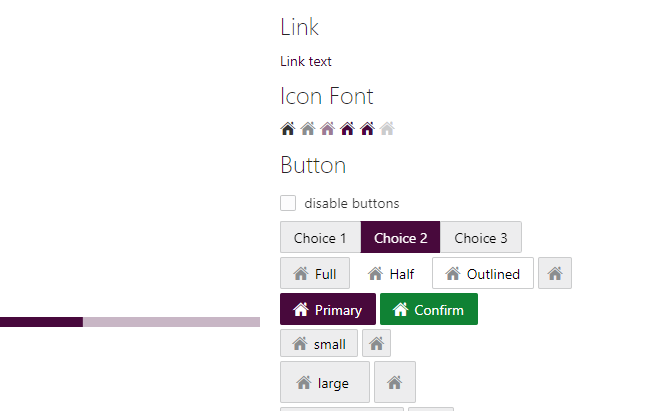 Link
Link text
Icon Font
Button
disable buttons
Choice 1 Choice 2 Choice 3
Full Half Outlined
Primary Confirm
small
large